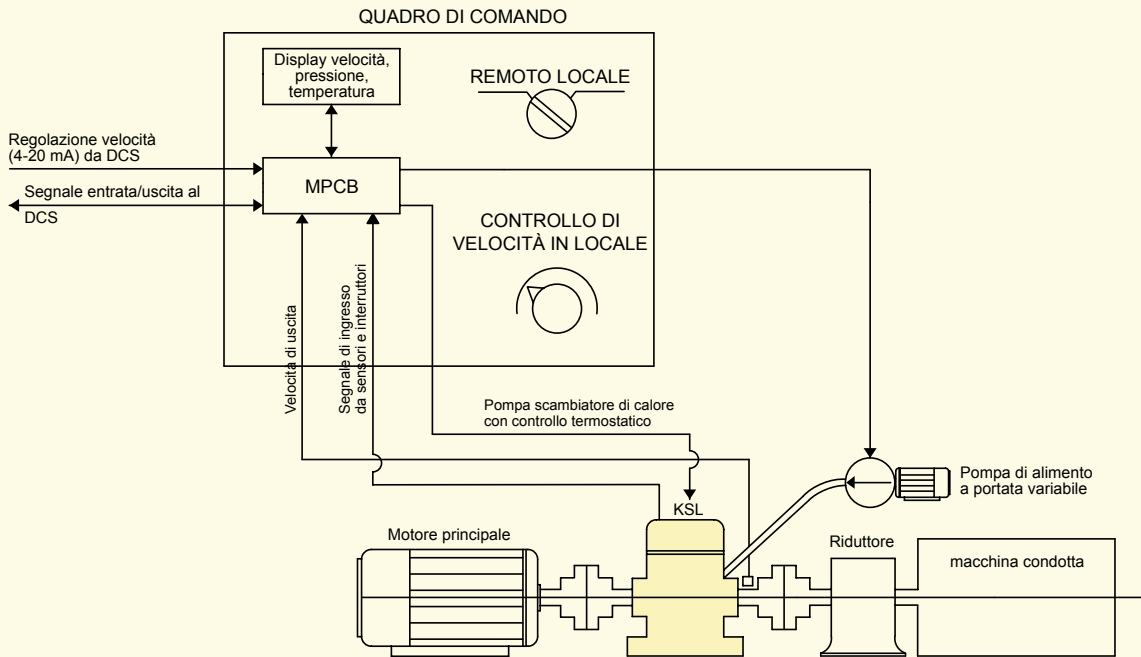 QUADRO DI COMANDO
Display velocità,
pressione,
temperatura
REMOTO LOCALE
Regolazione velocità
(4-20 mA) da DCS
Segnale entrata/uscita al
DCS
MPCB
CONTROLLO DI
VELOCITÀ IN LOCALE
Velocita di uscita
Segnale di ingresso
da sensori e interruttori
Pompa scambiatore di calore
con controllo termostatico
Pompa di alimento
a portata variabile
KSL
Motore principale
Riduttore
macchina condotta